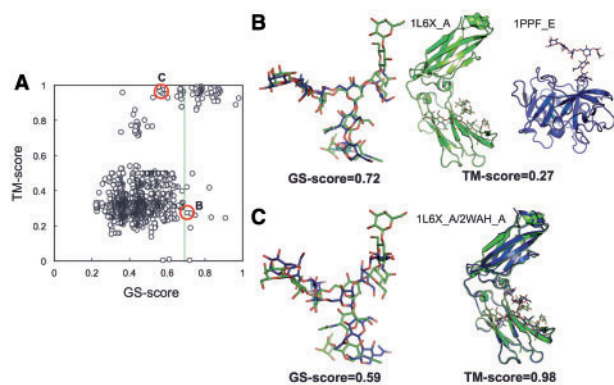 A
C
B
1
0.8
0.6
0.4
0.2
0
TM-score
0 0.2 0.4 0.6 0.8 1
GS-score
B
1L6X_A
1PPF_E
GS-score=0.72
TM-score=0.27
C
1L6X_A/2WAH_A
GS-score=0.59
TM-score=0.98